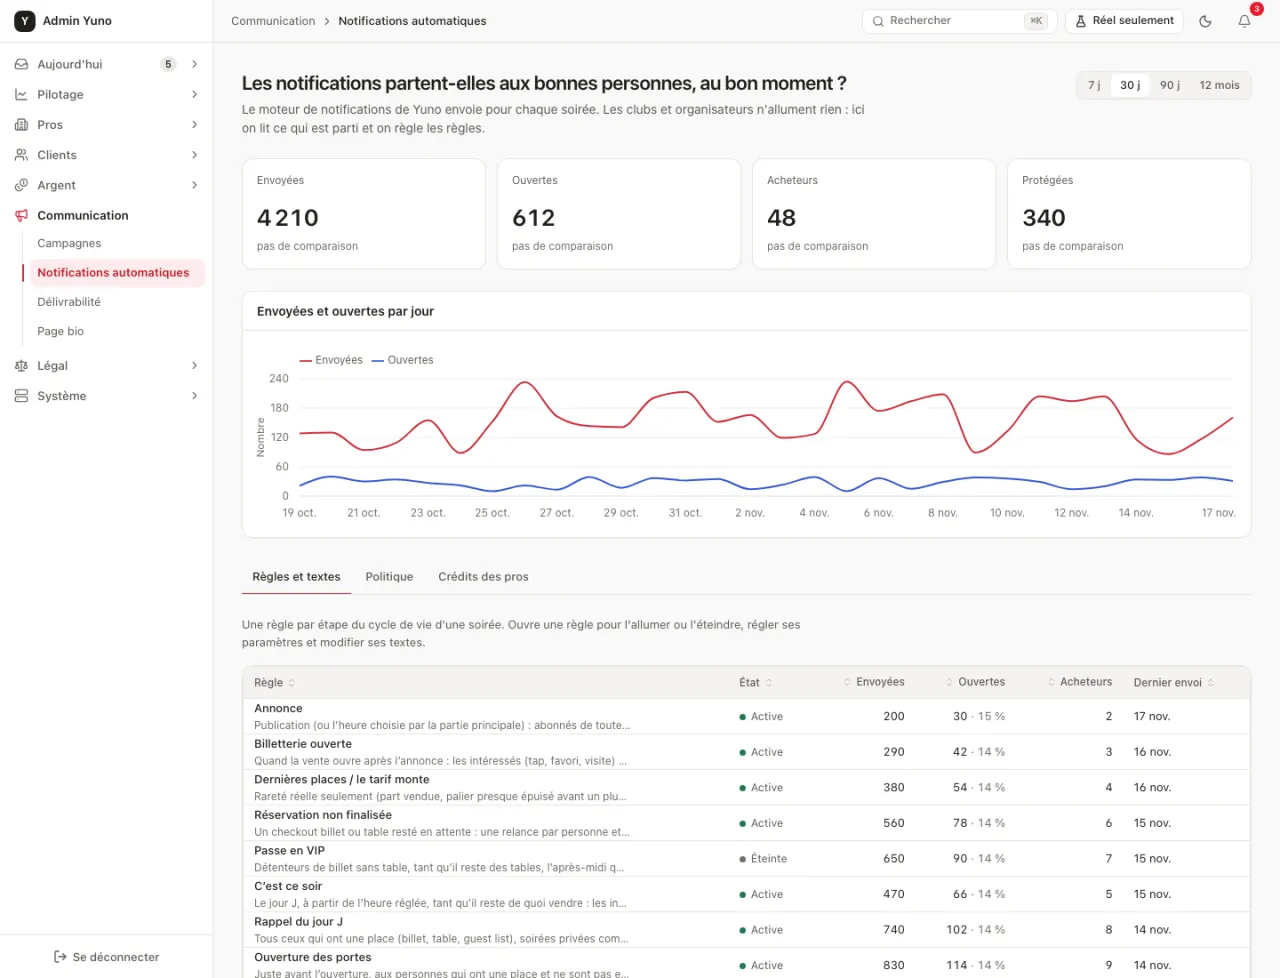 Y Admin Yuno
Communication > Notifications automatiques
Rechercher ⌘K
Réel seulement
3
Aujourd'hui 5
Pilotage
Pros
Clients
Argent
Communication
Campagnes
Notifications automatiques
Délivrabilité
Page bio
Légal
Système
Se déconnecter
Les notifications partent-elles aux bonnes personnes, au bon moment ?
Le moteur de notifications de Yuno envoie pour chaque soirée. Les clubs et organisateurs n'allument rien : ici
on lit ce qui est parti et on règle les règles.
7 j 30 j 90 j 12 mois
Envoyées
4 210
pas de comparaison
Ouvertes
612
pas de comparaison
Acheteurs
48
pas de comparaison
Protégées
340
pas de comparaison
Envoyées et ouvertes par jour
Envoyées Ouvertes
Nombre
240
180
120
60
0
19 oct. 21 oct. 23 oct. 25 oct. 27 oct. 29 oct. 31 oct. 2 nov. 4 nov. 6 nov. 8 nov. 10 nov. 12 nov. 14 nov. 17 nov.
Règles et textes Politique Crédits des pros
Une règle par étape du cycle de vie d'une soirée. Ouvre une règle pour l'allumer ou l'éteindre, régler ses
paramètres et modifier ses textes.
Règle État Envoyées Ouvertes Acheteurs Dernier envoi
Annonce
Publication (ou l'heure choisie par la partie principale) : abonnés de toute...
Active 200 30 · 15 % 2 17 nov.
Billetterie ouverte
Quand la vente ouvre après l'annonce : les intéressés (tap, favori, visite) ...
Active 290 42 · 14 % 3 16 nov.
Dernières places / le tarif monte
Rareté réelle seulement (part vendue, palier presque épuisé avant un plu...
Active 380 54 · 14 % 4 16 nov.
Réservation non finalisée
Un checkout billet ou table resté en attente : une relance par personne et...
Active 560 78 · 14 % 6 15 nov.
Passe en VIP
Détenteurs de billet sans table, tant qu'il reste des tables, l'après-midi q...
Éteinte 650 90 · 14 % 7 15 nov.
C'est ce soir
Le jour J, à partir de l'heure réglée, tant qu'il reste de quoi vendre : les in...
Active 470 66 · 14 % 5 15 nov.
Rappel du jour J
Tous ceux qui ont une place (billet, table, guest list), soirées privées com...
Active 740 102 · 14 % 8 14 nov.
Ouverture des portes
Juste avant l'ouverture, aux personnes qui ont une place et ne sont pas e...
Active 830 114 · 14 % 9 14 nov.